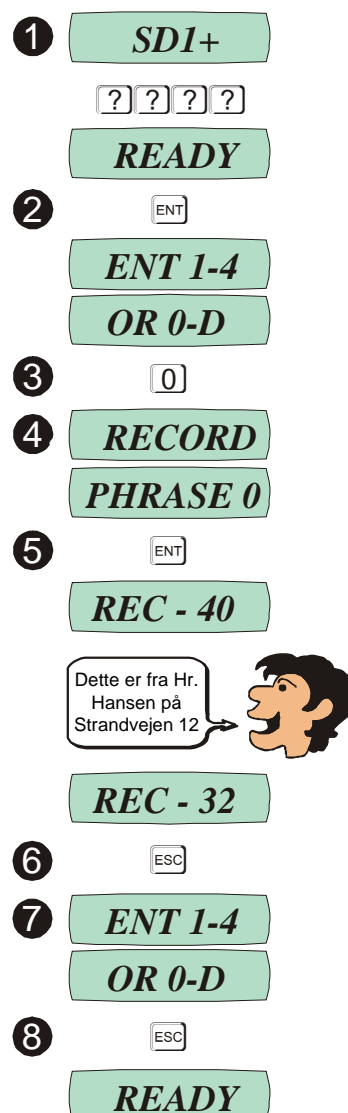 1 SD1+
? ? ? ?
READY
2 ENT
ENT 1-4
OR 0-D
3 0
4 RECORD
PHRASE 0
5 ENT
REC - 40
Dette er fra Hr.
Hansen på
Strandvejen 12
REC - 32
6 ESC
7 ENT 1-4
OR 0-D
8 ESC
READY